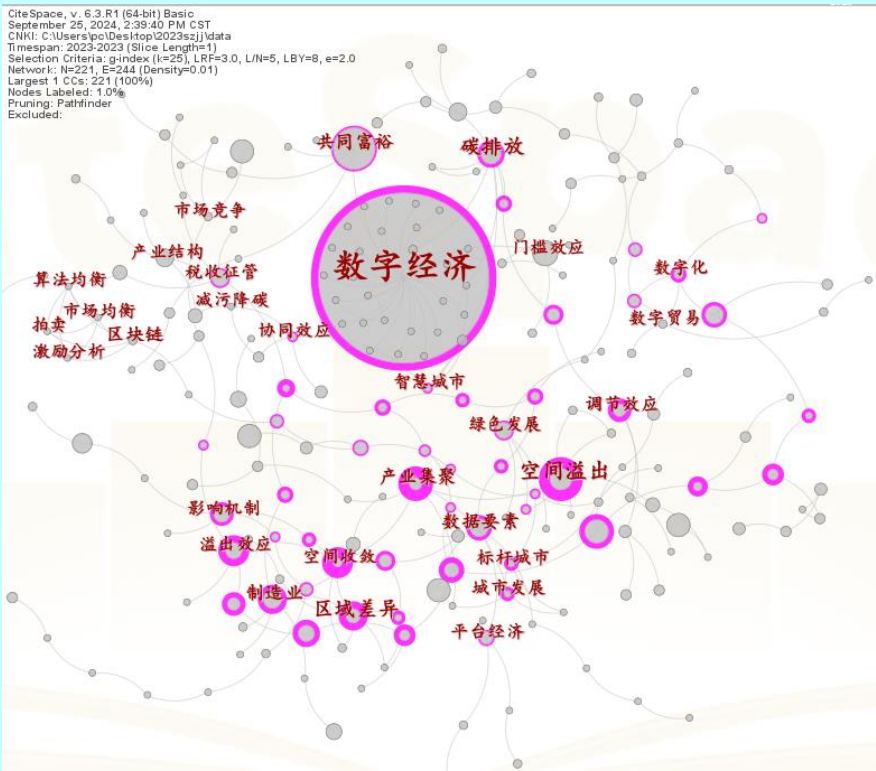 CiteSpace, v. 6.3.R1 (64-bit) Basic
September 25, 2024, 2:39:40 PM CST
CNKI: C:\Users\pc\Desktop\2023szjj\data
Timespan: 2023-2023 (Slice Length=1)
Selection Criteria: g-index (k=25), LRF=3.0, L/N=5, LBY=8, e=2.0
Network: N=221, E=244 (Density=0.01)
Largest 1 CCs: 221 (100%)
Nodes Labeled: 1.0%
Pruning: Pathfinder
Excluded:
共同富裕
碳排放
市场竞争
产业结构
门槛效应
数字经济
税收征管
数字化
算法均衡
减污降碳
市场均衡
数字贸易
拍卖
区块链
协同效应
激励分析
智慧城市
调节效应
绿色发展
产业集聚
空间溢出
影响机制
数据要素
溢出效应
空间收敛
标杆城市
制造业
城市发展
区域差异
平台经济